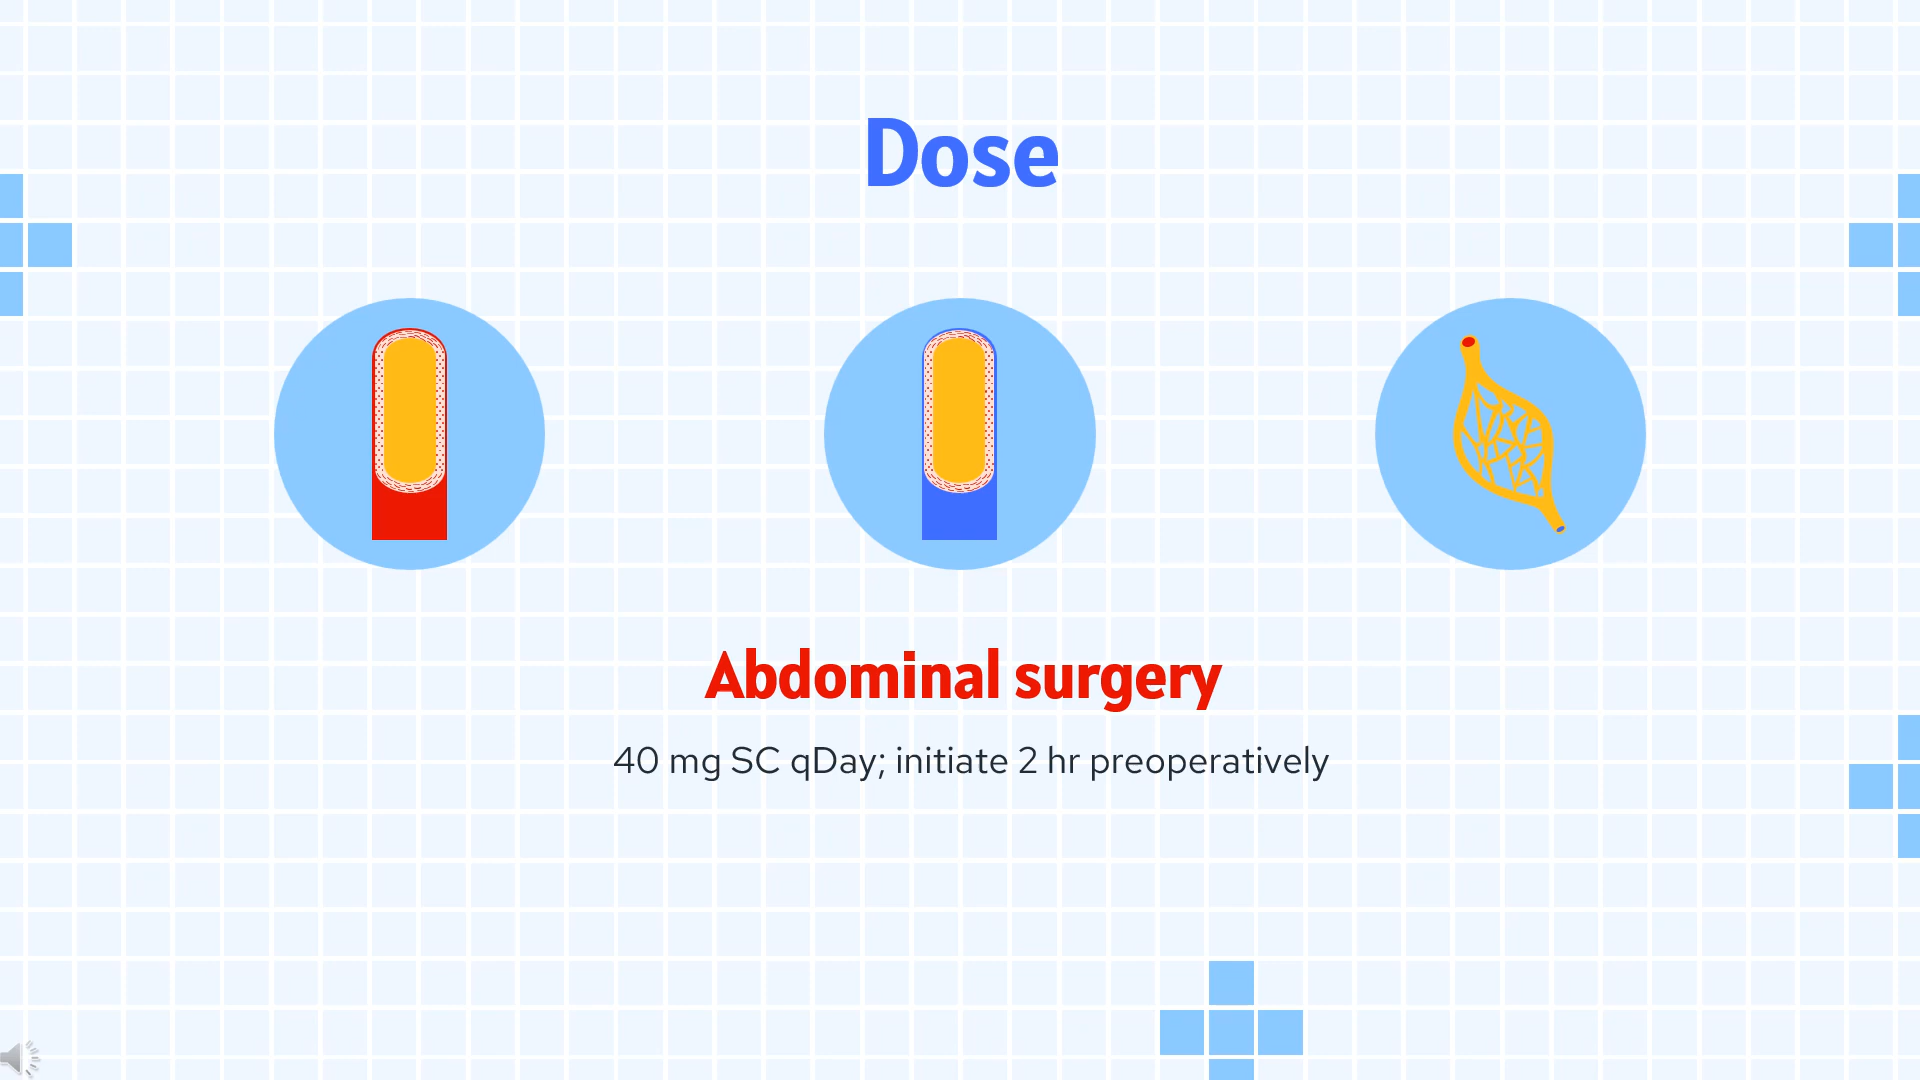 Dose
Abdominal surgery
40 mg SC qDay; initiate 2 hr preoperatively